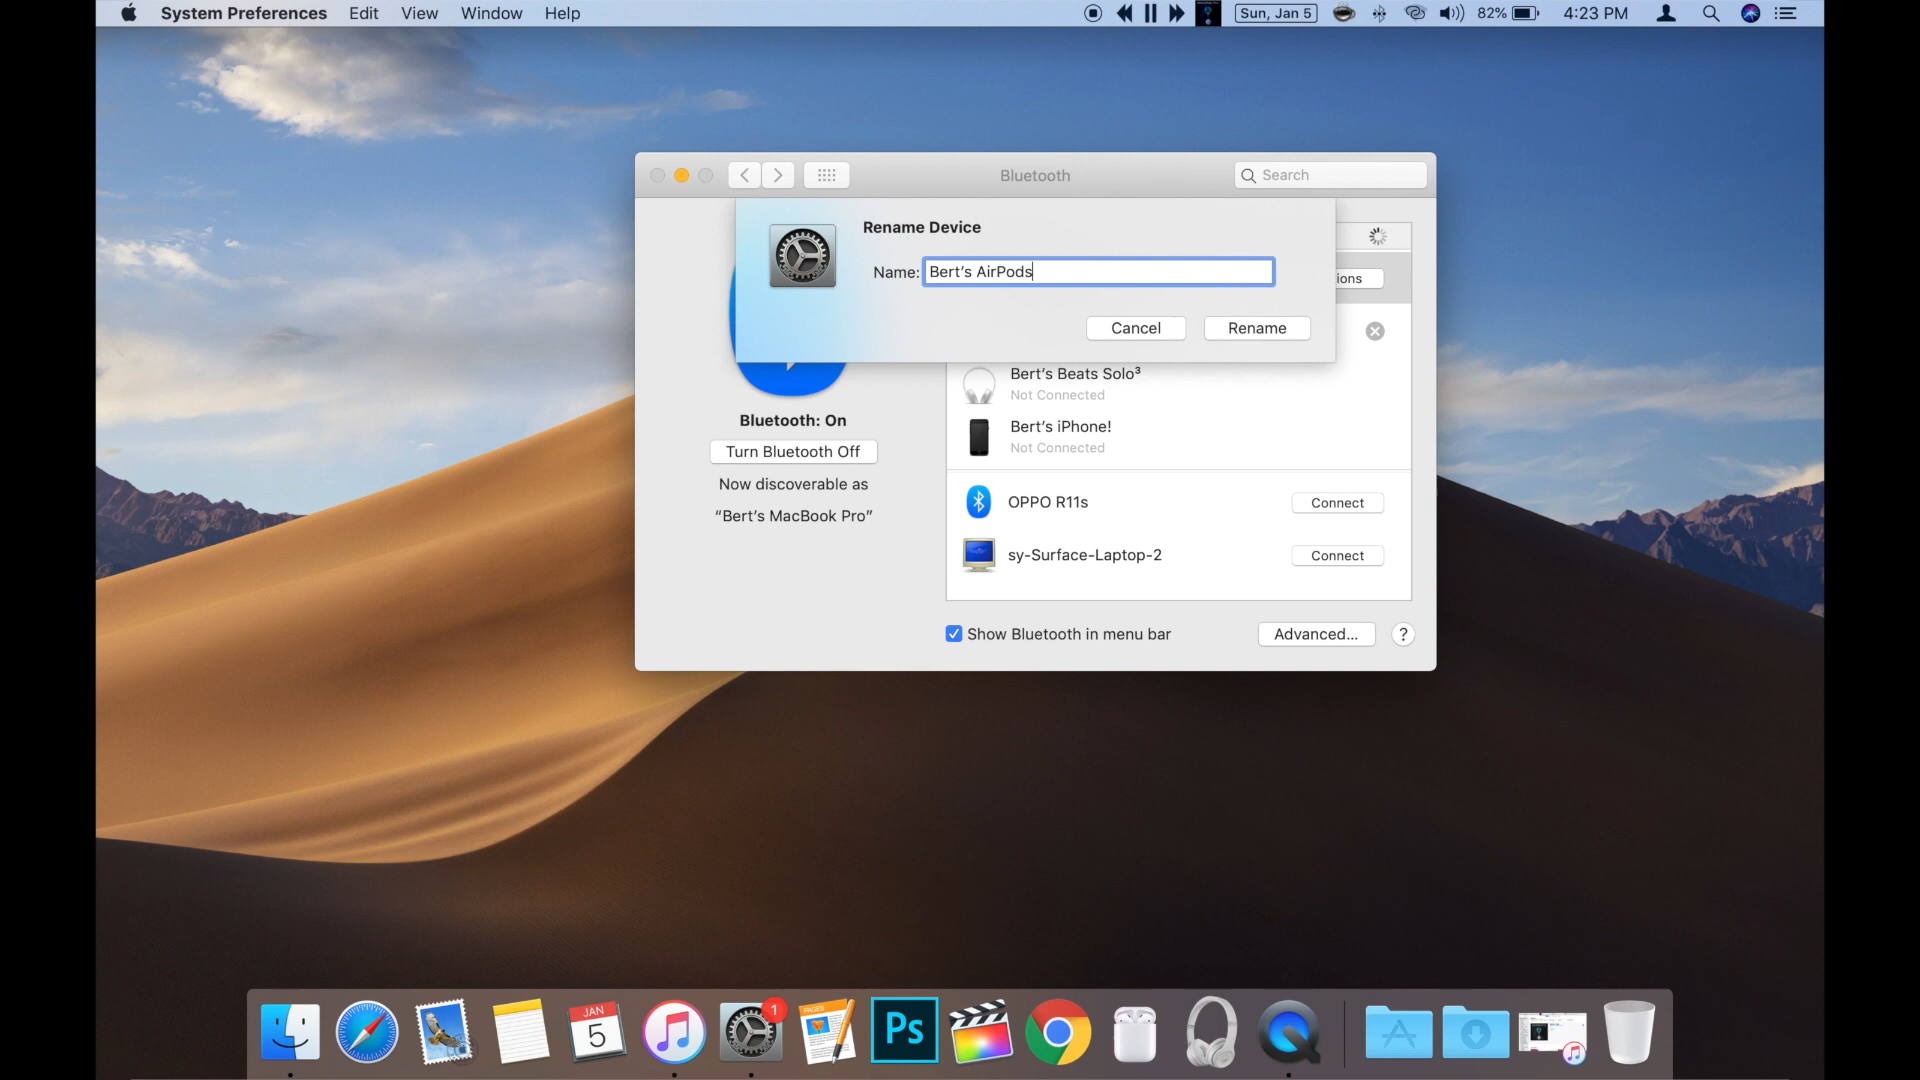 System Preferences Edit View Window Help Sun, Jan 5 82% 4:23 PM
Bluetooth Search
Rename Device
Name: Bert’s AirPods
ions
Cancel Rename
Bert’s Beats Solo³
Not Connected
Bluetooth: On
Bert’s iPhone!
Not Connected
Turn Bluetooth Off
Now discoverable as
“Bert’s MacBook Pro”
OPPO R11s Connect
sy-Surface-Laptop-2 Connect
Show Bluetooth in menu bar Advanced... ?
JAN
5
1
PAGES
Ps